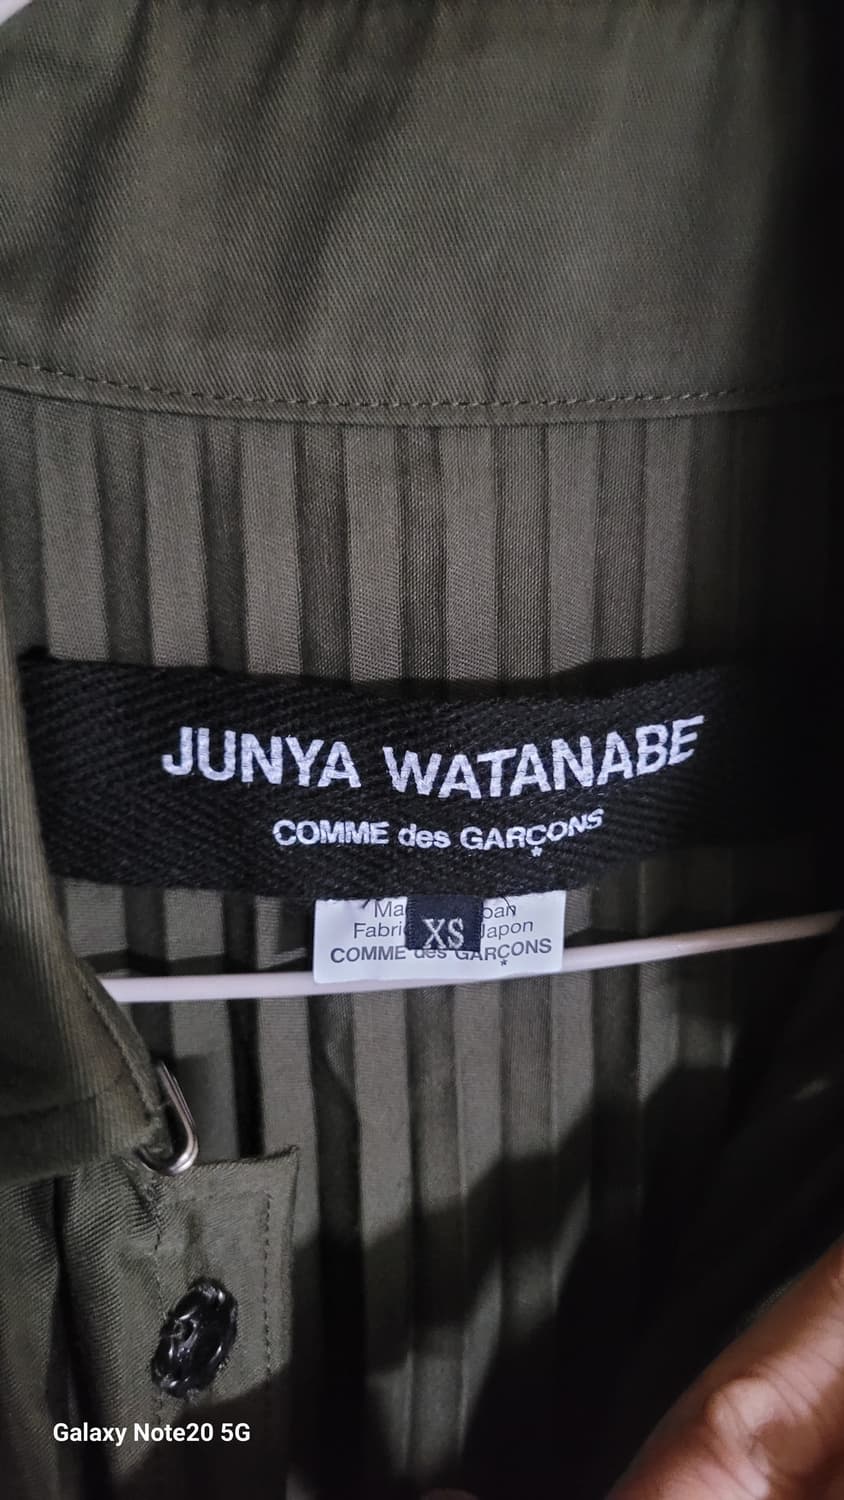 JUNYA WATANABE
COMME des GARÇONS
XS
COMME des GARÇONS
Galaxy Note20 5G